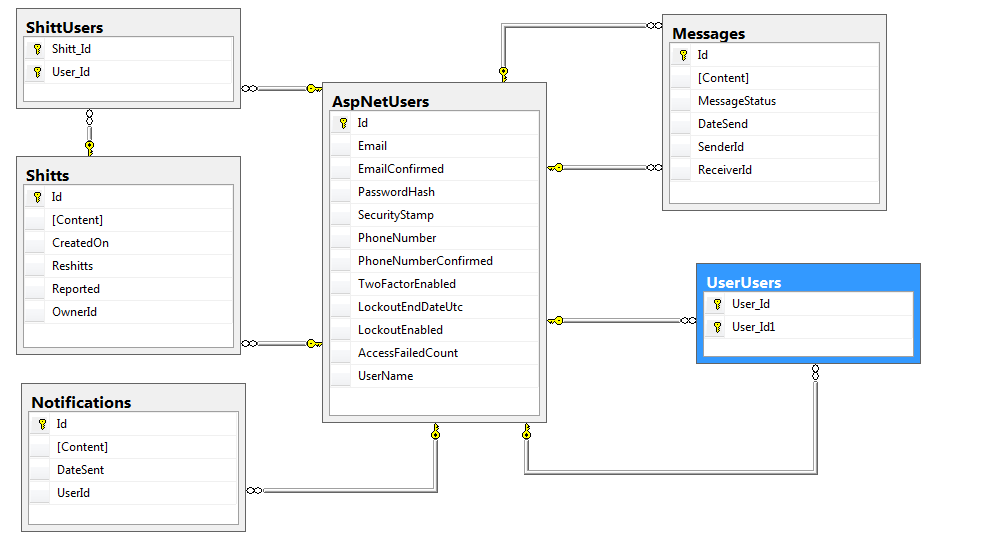 ShittUsers
Shitt_Id
User_Id
Shitts
Id
[Content]
CreatedOn
Reshitts
Reported
OwnerId
Notifications
Id
[Content]
DateSent
UserId
AspNetUsers
Id
Email
EmailConfirmed
PasswordHash
SecurityStamp
PhoneNumber
PhoneNumberConfirmed
TwoFactorEnabled
LockoutEndDateUtc
LockoutEnabled
AccessFailedCount
UserName
Messages
Id
[Content]
MessageStatus
DateSend
SenderId
ReceiverId
UserUsers
User_Id
User_Id1